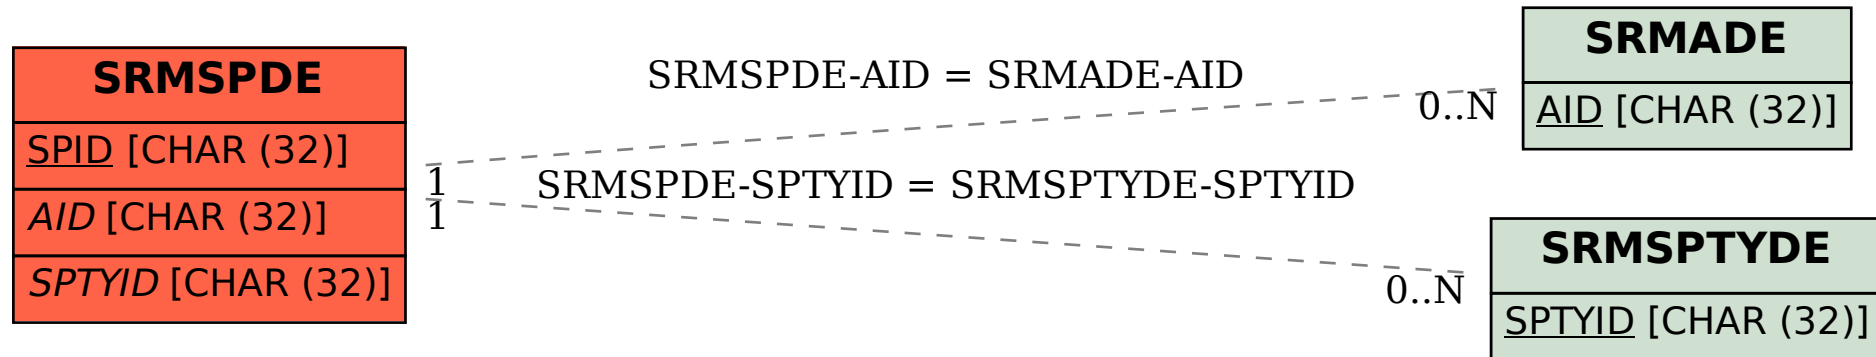 SRMSPDE
SPID [CHAR (32)]
AID [CHAR (32)]
SPTYID [CHAR (32)]
SRMSPDE-AID = SRMADE-AID
1
0..N
SRMADE
AID [CHAR (32)]
SRMSPDE-SPTYID = SRMSPTYDE-SPTYID
1
0..N
SRMSPTYDE
SPTYID [CHAR (32)]